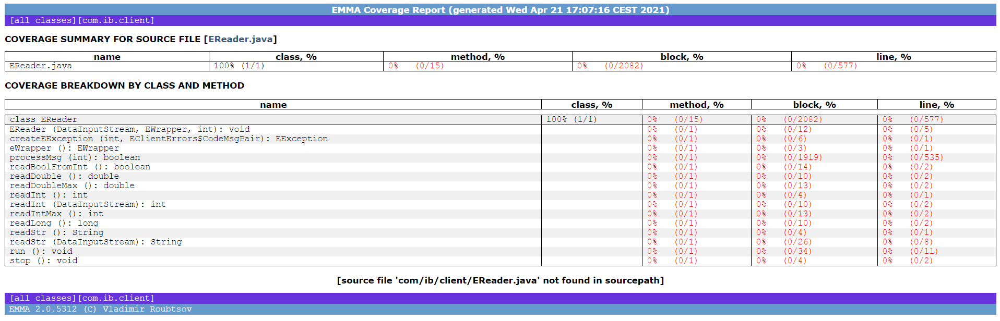 EMMA Coverage Report (generated Wed Apr 21 17:07:16 CEST 2021)
[all classes][com.ib.client]
COVERAGE SUMMARY FOR SOURCE FILE [EReader.java]
name class, % method, % block, % line, %
EReader.java 100% (1/1) 0% (0/15) 0% (0/2082) 0% (0/577)
COVERAGE BREAKDOWN BY CLASS AND METHOD
name class, % method, % block, % line, %
class EReader 100% (1/1) 0% (0/15) 0% (0/2082) 0% (0/577)
EReader (DataInputStream, EWrapper, int): void 0% (0/1) 0% (0/12) 0% (0/5)
createEException (int, EClientErrors$CodeMsgPair): EException 0% (0/1) 0% (0/6) 0% (0/1)
eWrapper (): EWrapper 0% (0/1) 0% (0/3) 0% (0/1)
processMsg (int): boolean 0% (0/1) 0% (0/1919) 0% (0/535)
readBoolFromInt (): boolean 0% (0/1) 0% (0/14) 0% (0/2)
readDouble (): double 0% (0/1) 0% (0/10) 0% (0/2)
readDoubleMax (): double 0% (0/1) 0% (0/13) 0% (0/2)
readInt (): int 0% (0/1) 0% (0/4) 0% (0/1)
readInt (DataInputStream): int 0% (0/1) 0% (0/10) 0% (0/2)
readIntMax (): int 0% (0/1) 0% (0/13) 0% (0/2)
readLong (): long 0% (0/1) 0% (0/10) 0% (0/2)
readStr (): String 0% (0/1) 0% (0/4) 0% (0/1)
readStr (DataInputStream): String 0% (0/1) 0% (0/26) 0% (0/8)
run (): void 0% (0/1) 0% (0/34) 0% (0/11)
stop (): void 0% (0/1) 0% (0/4) 0% (0/2)
[source file 'com/ib/client/EReader.java' not found in sourcepath]
[all classes][com.ib.client]
EMMA 2.0.5312 (C) Vladimir Roubtsov